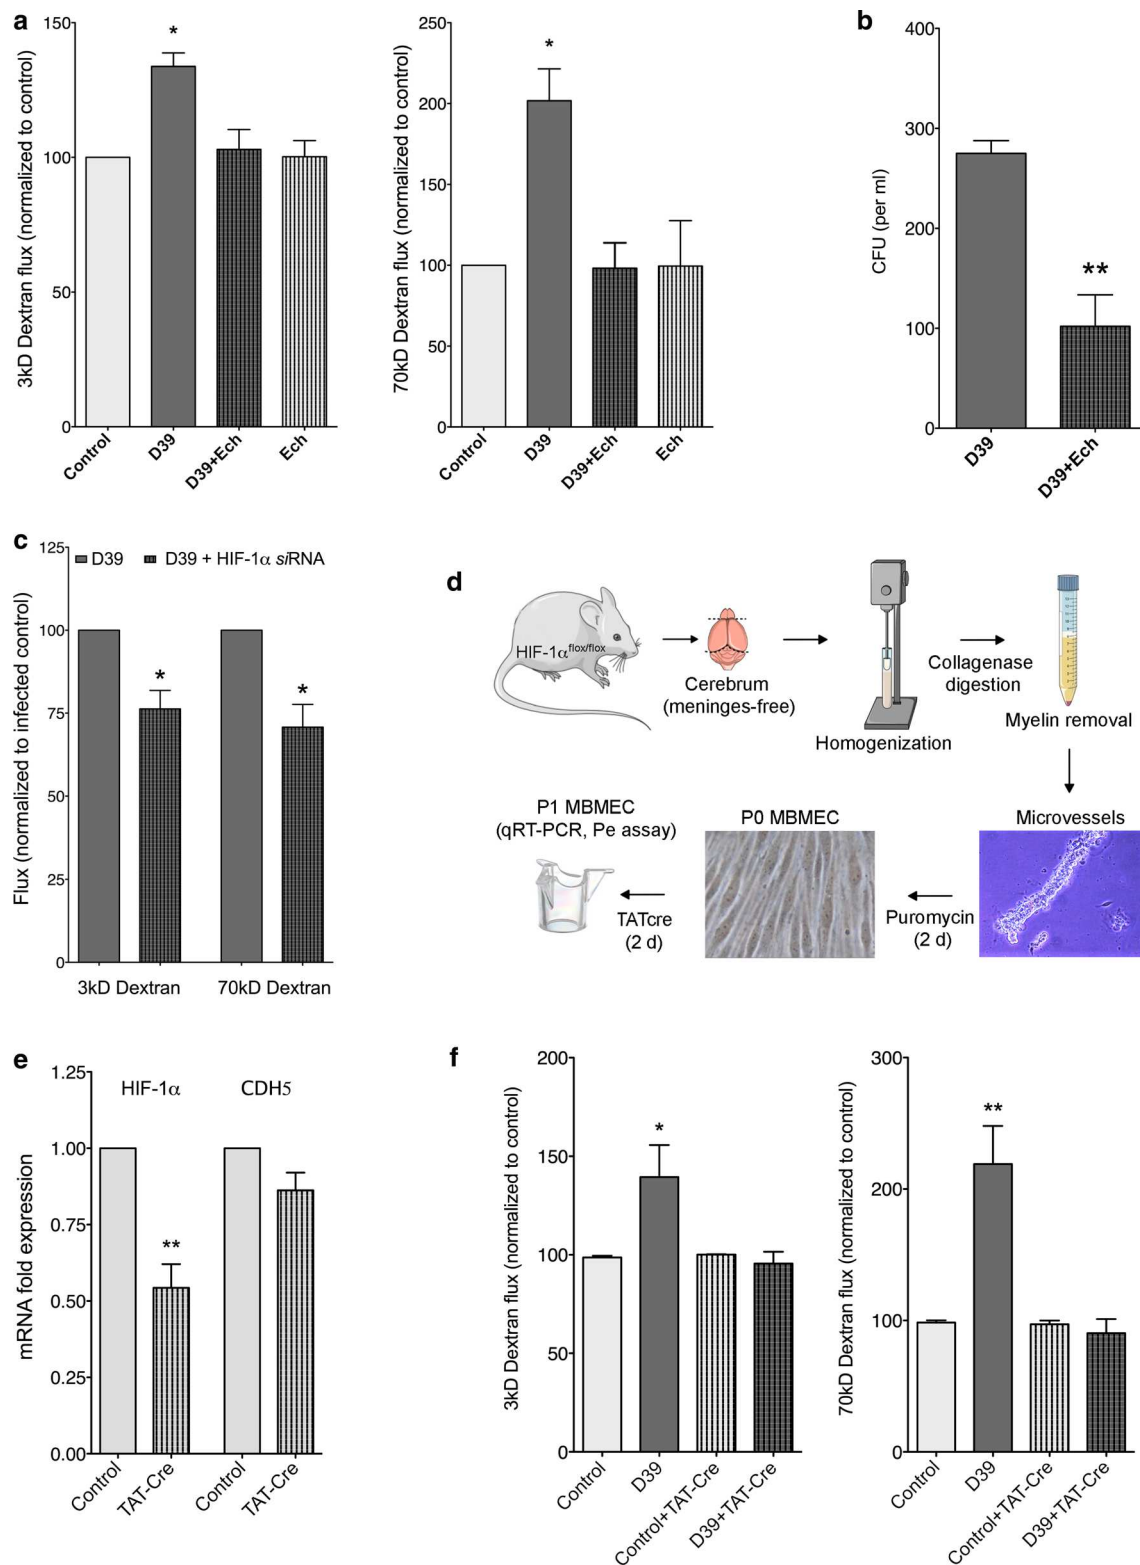 a
3kD Dextran flux (normalized to control)
150
100
50
0
*
Control
D39
D39+Ech
Ech
70kD Dextran flux (normalized to control)
250
200
150
100
50
0
*
Control
D39
D39+Ech
Ech
b
CFU (per ml)
400
300
200
100
0
**
D39
D39+Ech
c
Flux (normalized to infected control)
125
100
75
50
25
0
D39
D39 + HIF-1α siRNA
*
*
3kD Dextran
70kD Dextran
d
HIF-1α flox/flox
Cerebrum
(meninges-free)
Homogenization
Collagenase
digestion
Myelin removal
Microvessels
Puromycin
(2 d)
P0 MBMEC
TATcre
(2 d)
P1 MBMEC
(qRT-PCR, Pe assay)
e
mRNA fold expression
1.25
1.00
0.75
0.50
0.25
0.00
HIF-1α
CDH5
**
Control
TAT-Cre
Control
TAT-Cre
f
3kD Dextran flux (normalized to control)
200
150
100
50
0
*
Control
D39
Control+TAT-Cre
D39+TAT-Cre
70kD Dextran flux (normalized to control)
300
200
100
0
**
Control
D39
Control+TAT-Cre
D39+TAT-Cre